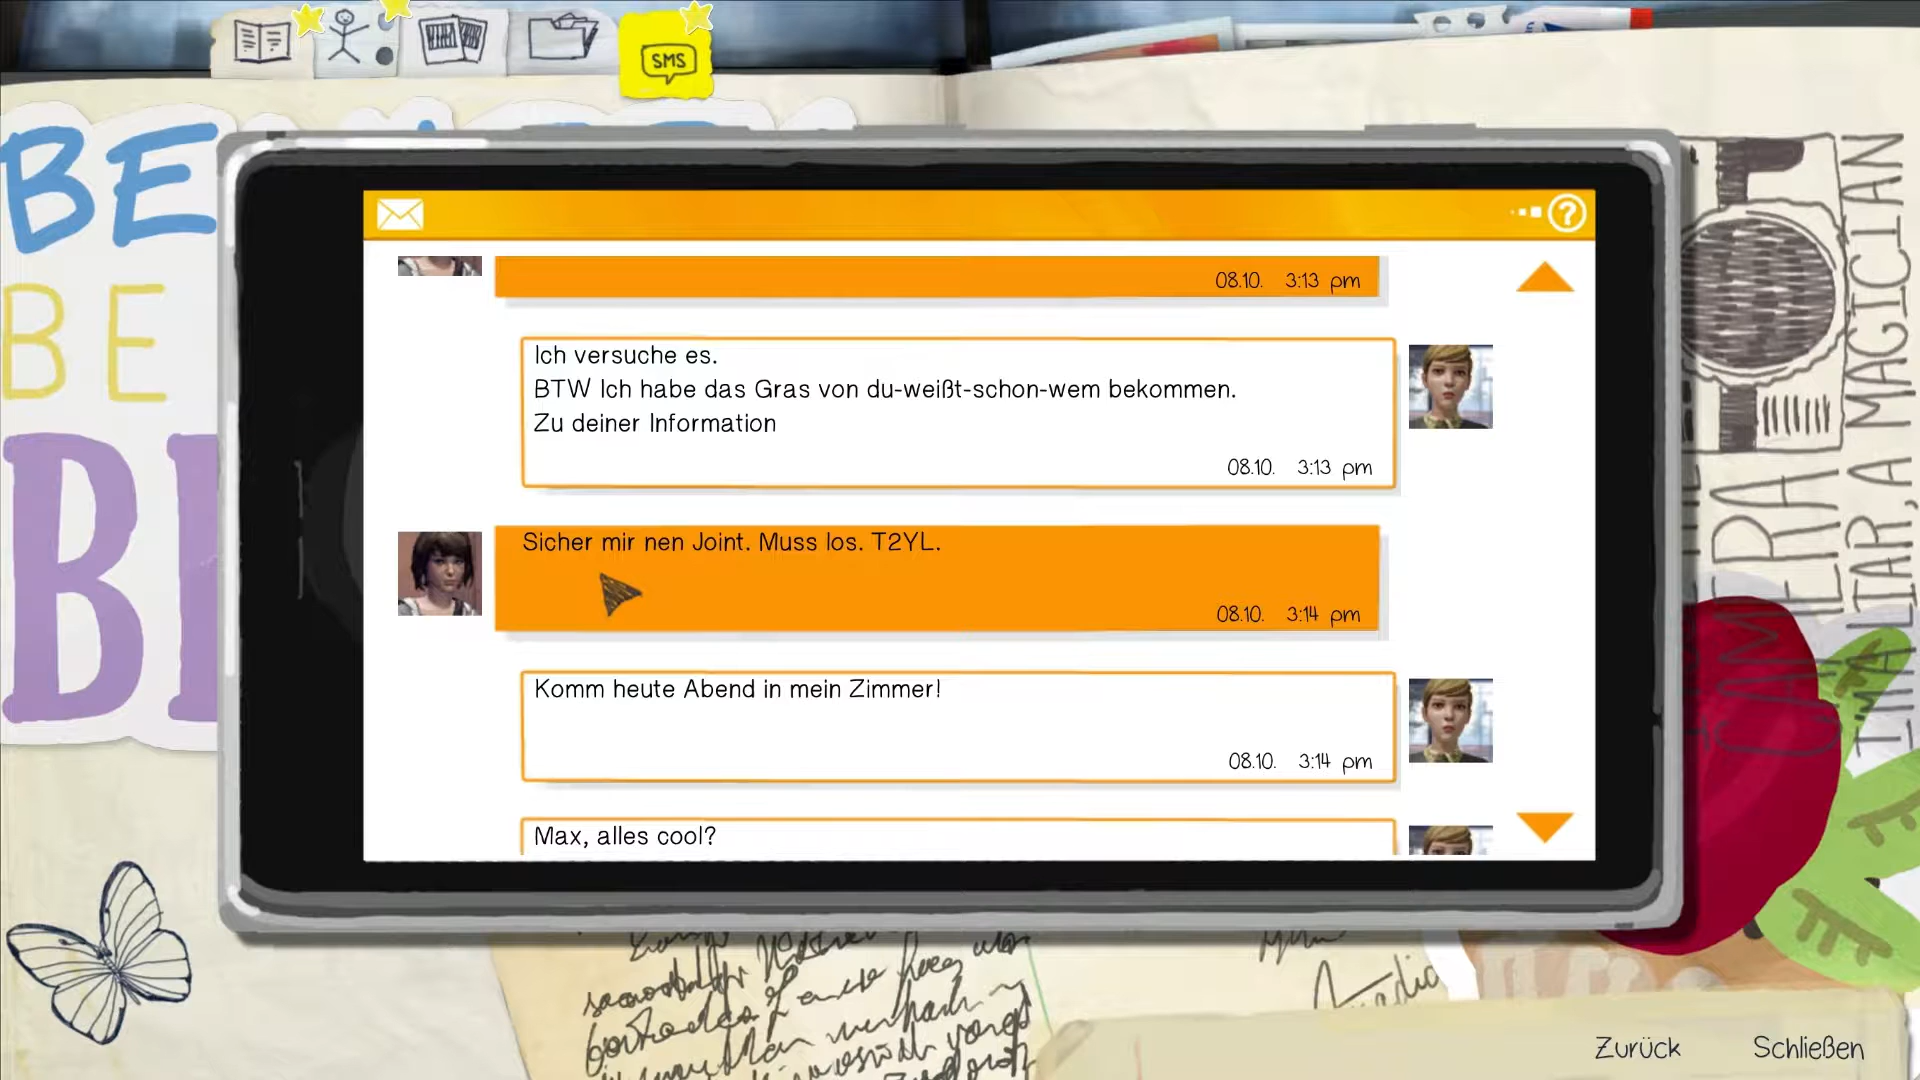 SMS
BE
BE
08.10. 3:13 pm
Ich versuche es.
BTW Ich habe das Gras von du-weißt-schon-wem bekommen.
Zu deiner Information
08.10. 3:13 pm
Sicher mir nen Joint. Muss los. T2YL.
08.10. 3:14 pm
Komm heute Abend in mein Zimmer!
08.10. 3:14 pm
Max, alles cool?
CAMERA
I'M A LIAR, A MAGICIAN
Zurück
Schließen